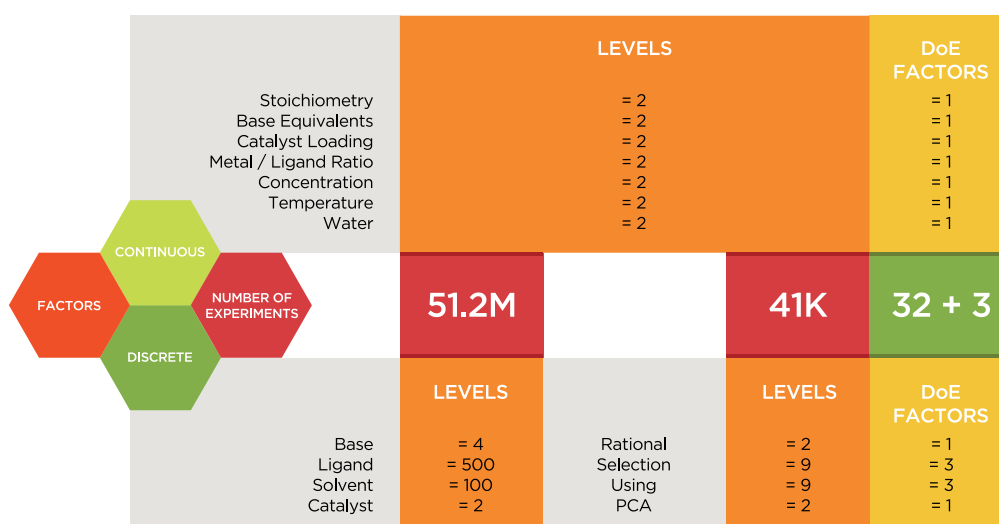 LEVELS
DoE
FACTORS
Stoichiometry = 2 = 1
Base Equivalents = 2 = 1
Catalyst Loading = 2 = 1
Metal / Ligand Ratio = 2 = 1
Concentration = 2 = 1
Temperature = 2 = 1
Water = 2 = 1
CONTINUOUS
FACTORS
NUMBER OF
EXPERIMENTS
DISCRETE
51.2M
41K
32 + 3
LEVELS
LEVELS
DoE
FACTORS
Base = 4 Rational = 2 = 1
Ligand = 500 Selection = 9 = 3
Solvent = 100 Using = 9 = 3
Catalyst = 2 PCA = 2 = 1